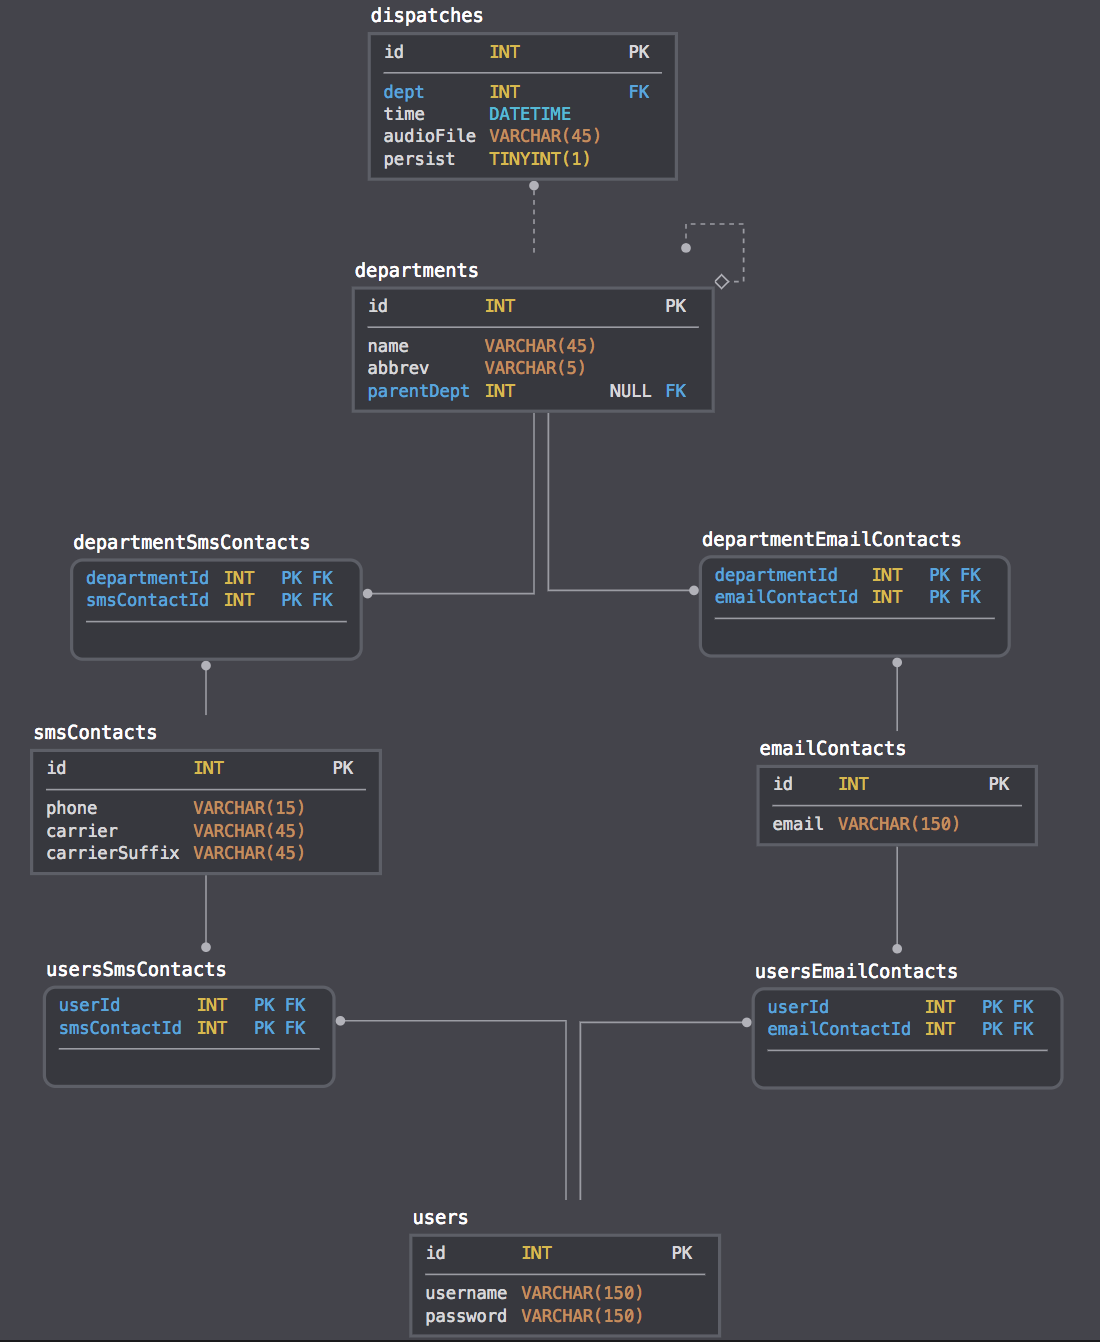 dispatches
id INT PK
dept INT FK
time DATETIME
audioFile VARCHAR(45)
persist TINYINT(1)
departments
id INT PK
name VARCHAR(45)
abbrev VARCHAR(5)
parentDept INT NULL FK
departmentSmsContacts
departmentId INT PK FK
smsContactId INT PK FK
departmentEmailContacts
departmentId INT PK FK
emailContactId INT PK FK
smsContacts
id INT PK
phone VARCHAR(15)
carrier VARCHAR(45)
carrierSuffix VARCHAR(45)
emailContacts
id INT PK
email VARCHAR(150)
usersSmsContacts
userId INT PK FK
smsContactId INT PK FK
usersEmailContacts
userId INT PK FK
emailContactId INT PK FK
users
id INT PK
username VARCHAR(150)
password VARCHAR(150)